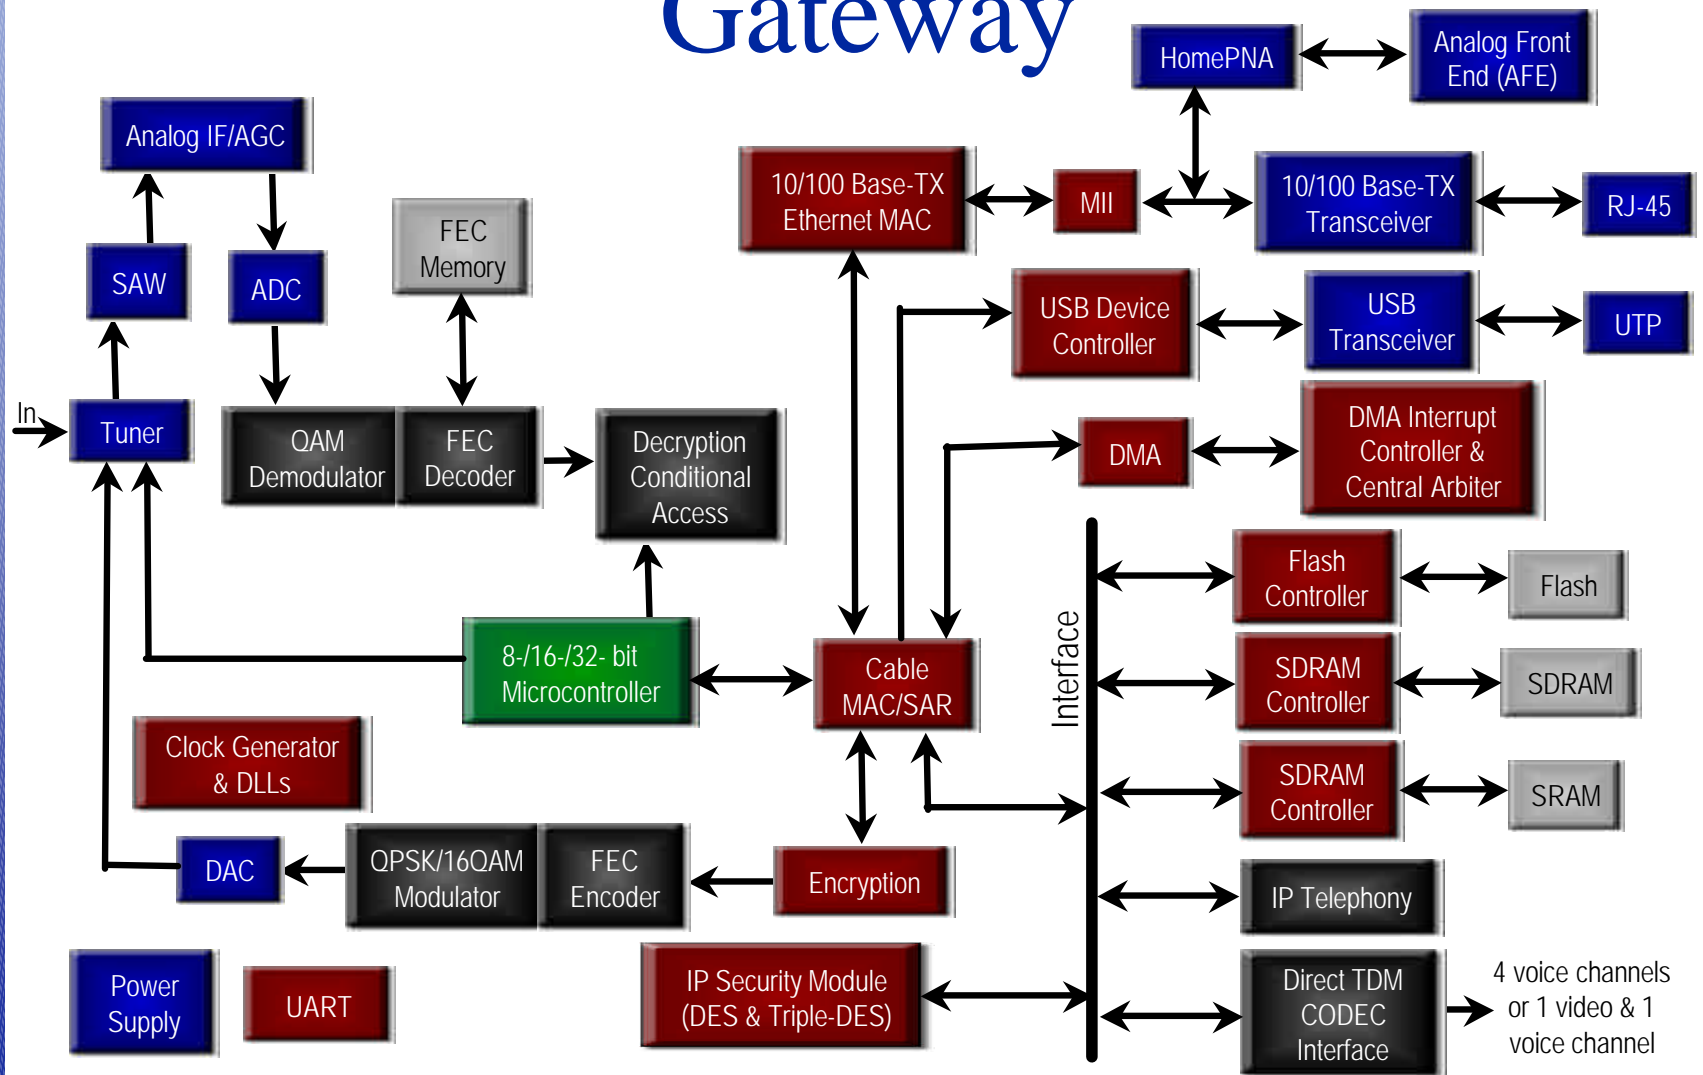 Gateway
HomePNA
Analog Front
End (AFE)
Analog IF/AGC
10/100 Base-TX
Ethernet MAC
MII
10/100 Base-TX
Transceiver
RJ-45
FEC
Memory
SAW
ADC
USB Device
Controller
USB
Transceiver
UTP
In
Tuner
QAM
Demodulator
FEC
Decoder
Decryption
Conditional
Access
DMA
DMA Interrupt
Controller &
Central Arbiter
Interface
Flash
Controller
Flash
8-/16-/32- bit
Microcontroller
Cable
MAC/SAR
SDRAM
Controller
SDRAM
Clock Generator
& DLLs
SDRAM
Controller
SRAM
DAC
QPSK/16QAM
Modulator
FEC
Encoder
Encryption
IP Telephony
Power
Supply
UART
IP Security Module
(DES & Triple-DES)
Direct TDM
CODEC
Interface
4 voice channels
or 1 video & 1
voice channel